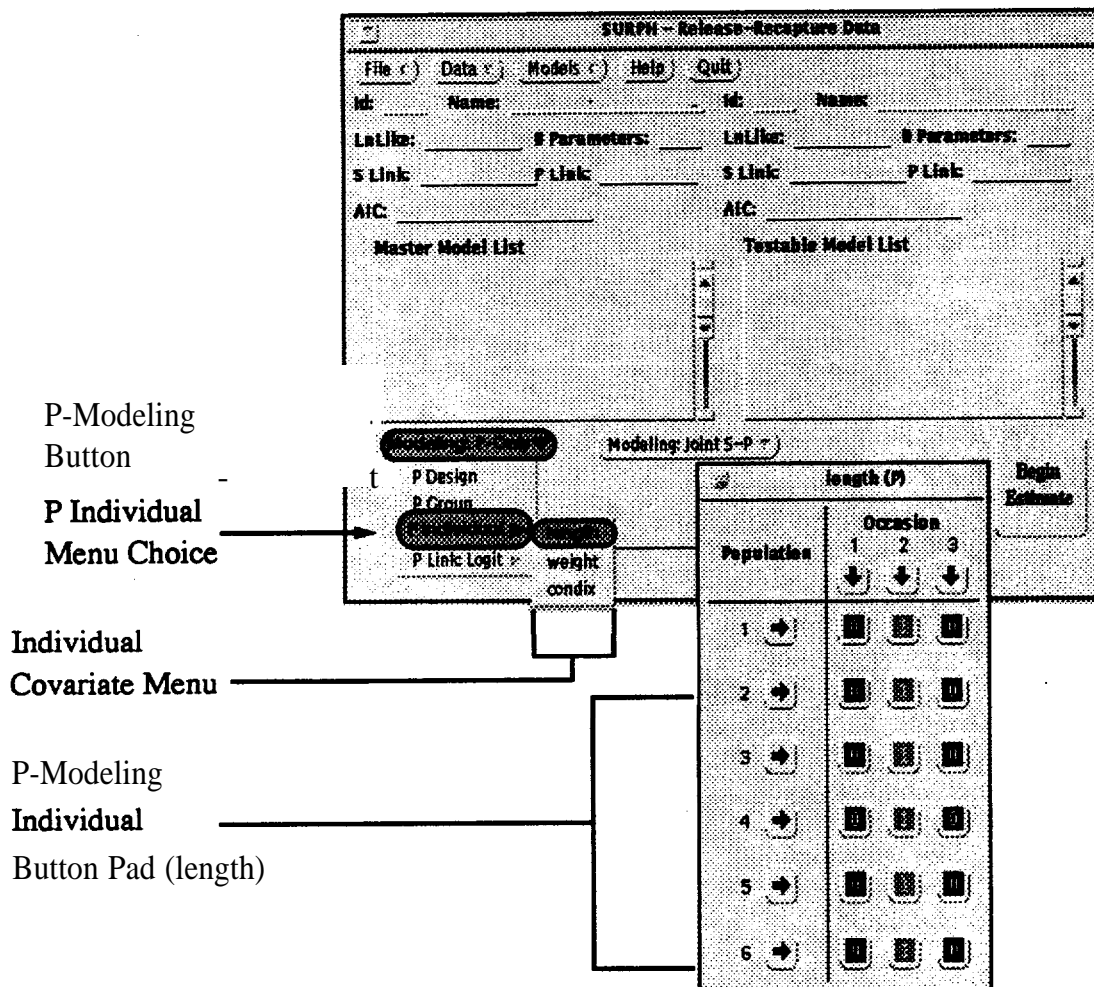 SURPH - Release-Recapture Data
File Data Models Help Quit
Id: Name: Id: Name:
LnLike: # Parameters: LnLike: # Parameters:
S Link: P Link: S Link: P Link:
AIC: AIC:
Master Model List Testable Model List
P-Modeling
Button
P Individual
Menu Choice
Modeling: P-Only Modeling: Joint S-P
t P Design
P Group
P Link: Logit weight
condix
Begin
Estimate
length (P)
Occasion
Population 1 2 3
1
2
3
4
5
6
Individual
Covariate Menu
P-Modeling
Individual
Button Pad (length)